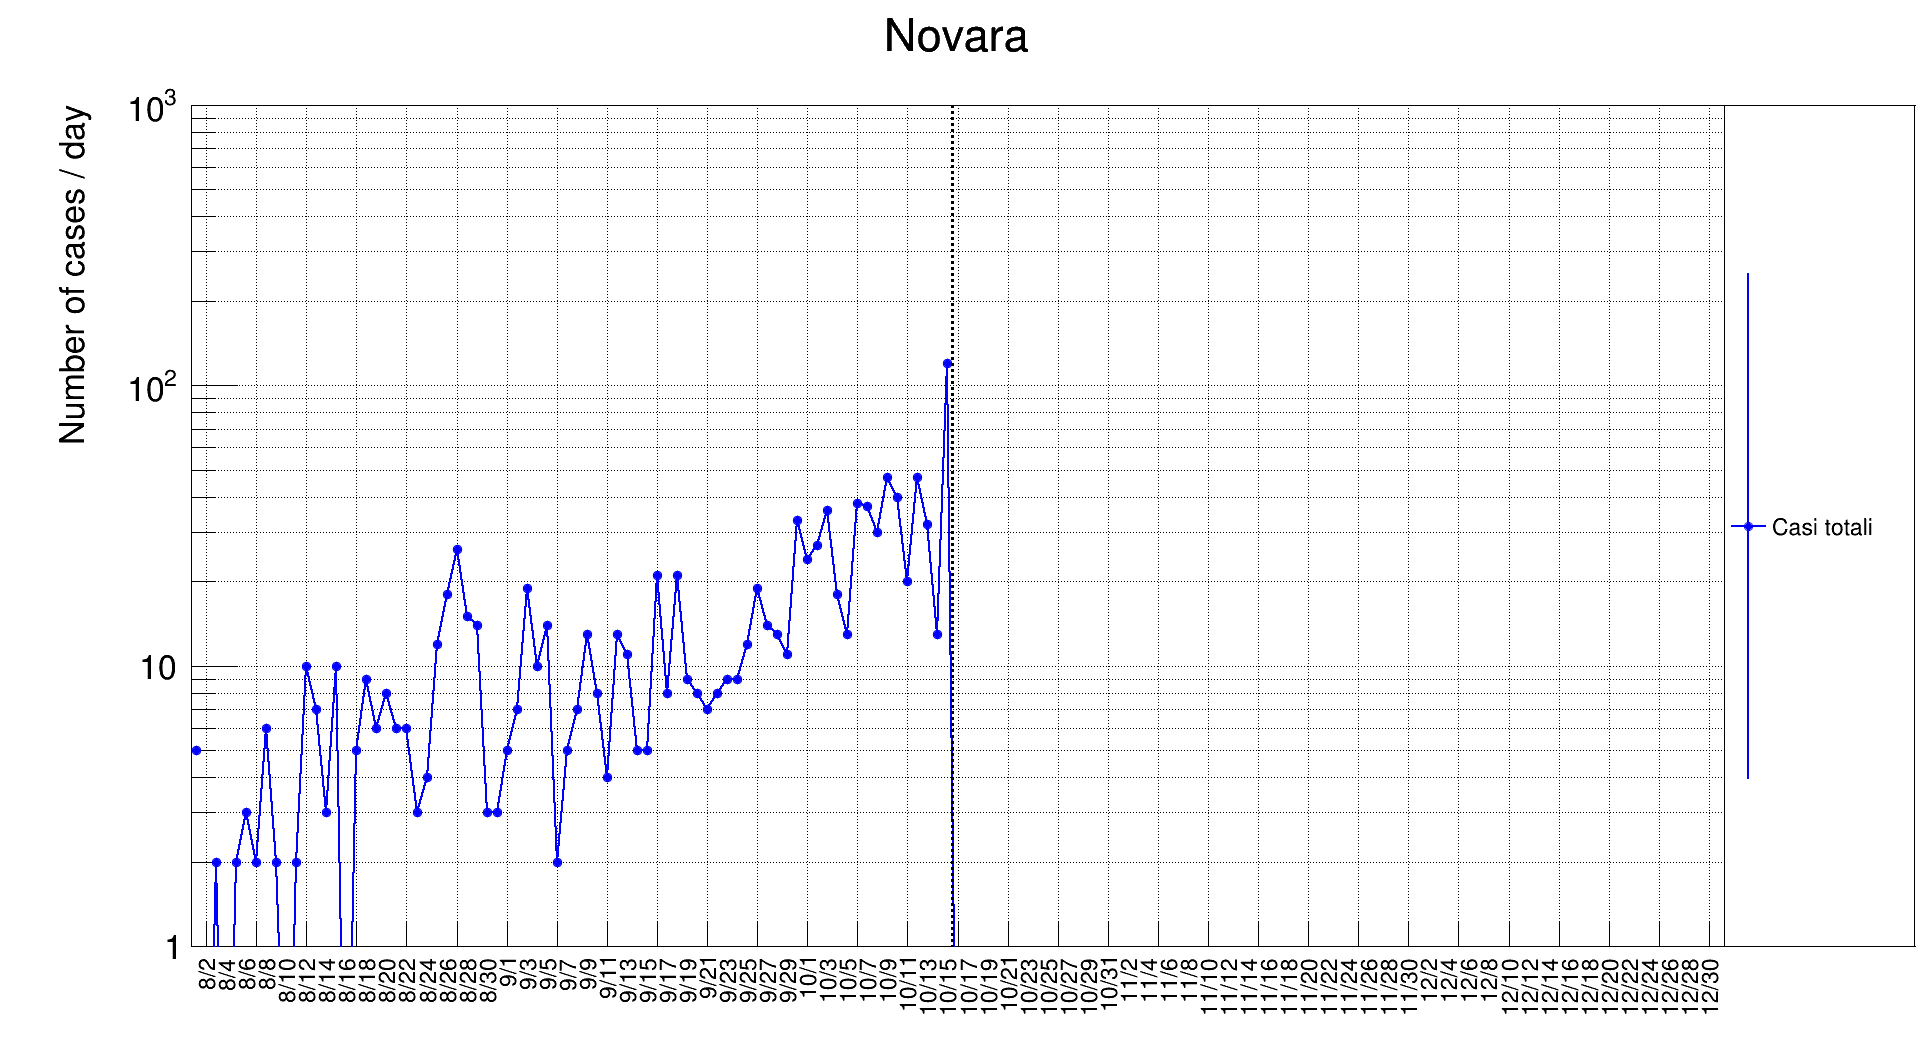 Novara
Number of cases / day
10³
10²
10
1
8/2 8/4 8/6 8/8 8/10 8/12 8/14 8/16 8/18 8/20 8/22 8/24 8/26 8/28 8/30 9/1 9/3 9/5 9/7 9/9 9/11 9/13 9/15 9/17 9/19 9/21 9/23 9/25 9/27 9/29 10/1 10/3 10/5 10/7 10/9 10/11 10/13 10/15 10/17 10/19 10/21 10/23 10/25 10/27 10/29 10/31 11/2 11/4 11/6 11/8 11/10 11/12 11/14 11/16 11/18 11/20 11/22 11/24 11/26 11/28 11/30 12/2 12/4 12/6 12/8 12/10 12/12 12/14 12/16 12/18 12/20 12/22 12/24 12/26 12/28 12/30
Casi totali